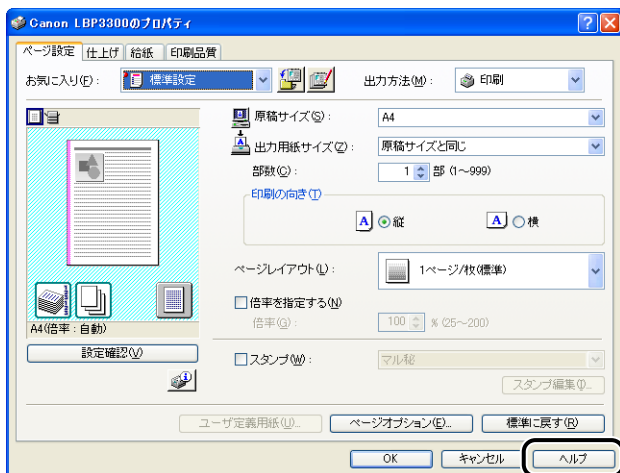 Canon LBP3300のプロパティ
ページ設定 仕上げ 給紙 印刷品質
お気に入り(F): 標準設定 出力方法(M): 印刷
原稿サイズ(S): A4
出力用紙サイズ(Z): 原稿サイズと同じ
部数(C): 1 部 (1～999)
印刷の向き(T)
A 縦 A 横
ページレイアウト(L): 1ページ/枚(標準)
倍率を指定する(N)
倍率(G): 100 % (25～200)
A4(倍率:自動)
設定確認(V)
スタンプ(W): マル秘
スタンプ編集(I)...
ユーザ定義用紙(U)... ページオプション(E)... 標準に戻す(R)
OK キャンセル ヘルプ